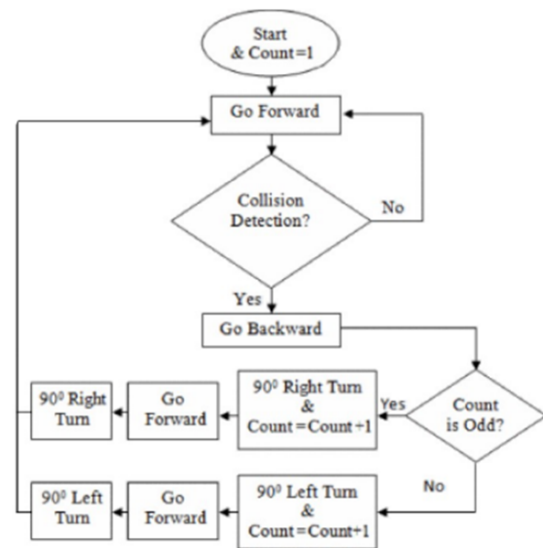 Start
& Count=1
Go Forward
Collision
Detection?
No
Yes
Go Backward
Count
is Odd?
Yes
90⁰ Right Turn
&
Count=Count+1
Go
Forward
90⁰ Right
Turn
No
90⁰ Left Turn
&
Count=Count+1
Go
Forward
90⁰ Left
Turn